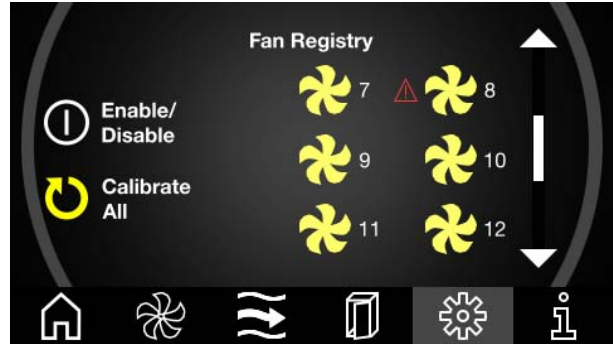 Fan Registry
Enable/
Disable
Calibrate
All
7 8
9 10
11 12